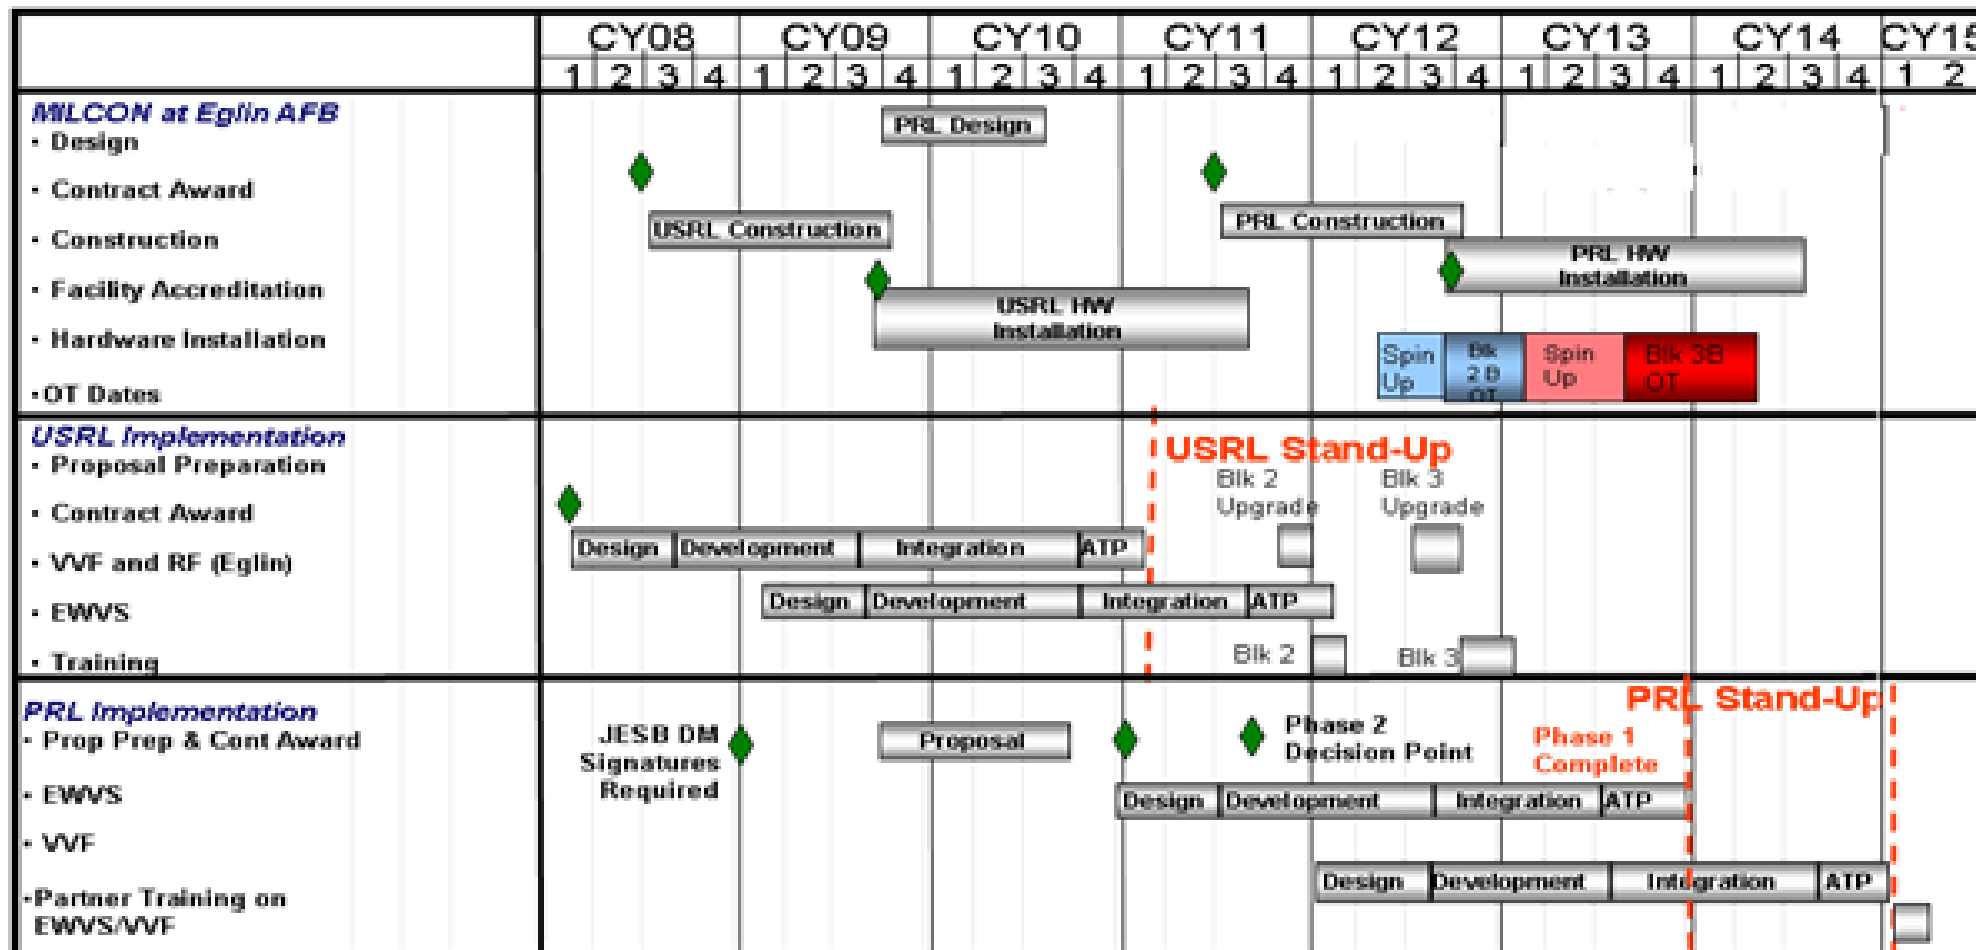 CY08 CY09 CY10 CY11 CY12 CY13 CY14 CY15
1 2 3 4 1 2 3 4 1 2 3 4 1 2 3 4 1 2 3 4 1 2 3 4 1 2 3 4 1 2
MILCON at Eglin AFB
• Design
PRL Design
• Contract Award
• Construction
USRL Construction
PRL Construction
• Facility Accreditation
• Hardware Installation
USRL HW
Installation
PRL HW
Installation
•OT Dates
Spin
Up
Blk
2 B
OT
Spin
Up
Blk 3B
OT
USRL Implementation
USRL Stand-Up
• Proposal Preparation
Blk 2
Upgrade
Blk 3
Upgrade
• Contract Award
• VVF and RF (Eglin)
Design Development Integration ATP
• EWVS
Design Development Integration ATP
• Training
Blk 2
Blk 3
PRL Implementation
PRL Stand-Up
• Prop Prep & Cont Award
JESB DM
Signatures
Required
Proposal
Phase 2
Decision Point
Phase 1
Complete
• EWVS
Design Development Integration ATP
• VVF
Design Development Integration ATP
•Partner Training on
EWVS/VVF